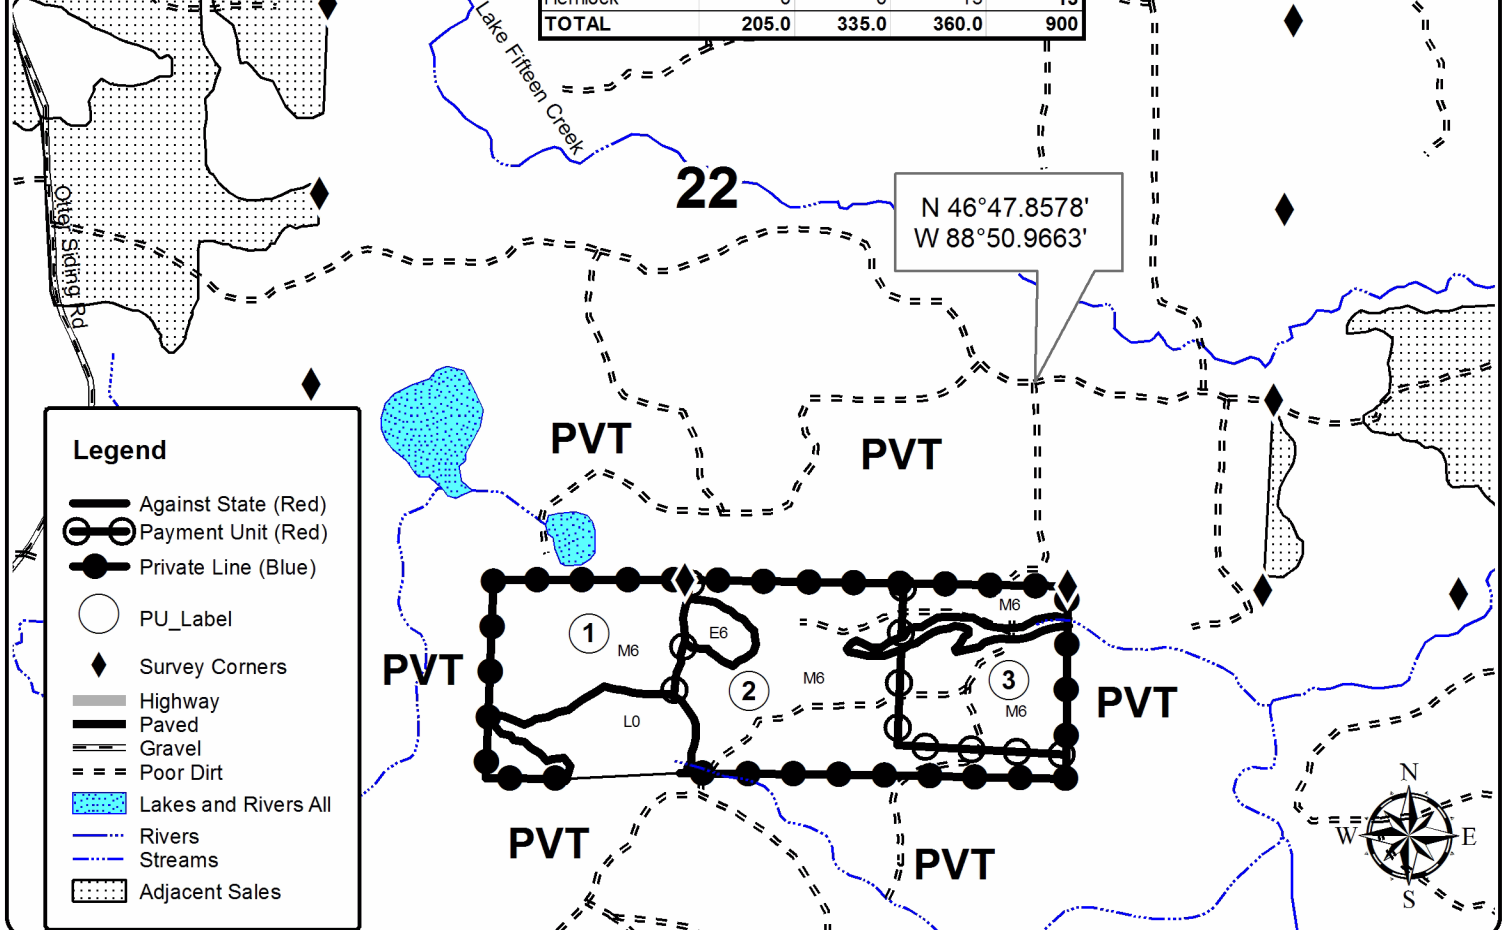 Hemlock 15
TOTAL 205.0 335.0 360.0 900
Lake Fifteen Creek
22
N 46°47.8578'
W 88°50.9663'
Otter Siding Rd
PVT
PVT
Legend
Against State (Red)
Payment Unit (Red)
Private Line (Blue)
PU_Label
Survey Corners
Highway
Paved
Gravel
Poor Dirt
Lakes and Rivers All
Rivers
Streams
Adjacent Sales
1
M6
E6
M6
PVT
2
M6
3
M6
PVT
L0
PVT
PVT
N
W E
S